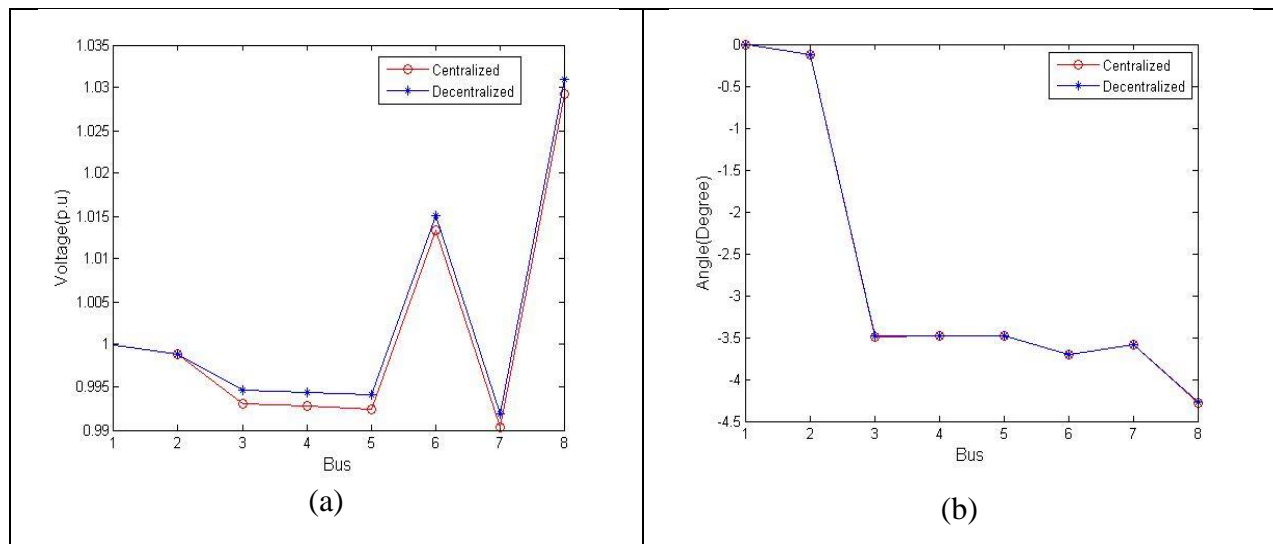 1.035
1.03
1.025
1.02
1.015
1.01
1.005
1
0.995
0.99
Voltage(p.u)
Centralized
Decentralized
1 2 3 4 5 6 7 8
Bus
(a)
0
-0.5
-1
-1.5
-2
-2.5
-3
-3.5
-4
-4.5
Angle(Degree)
Centralized
Decentralized
1 2 3 4 5 6 7 8
Bus
(b)